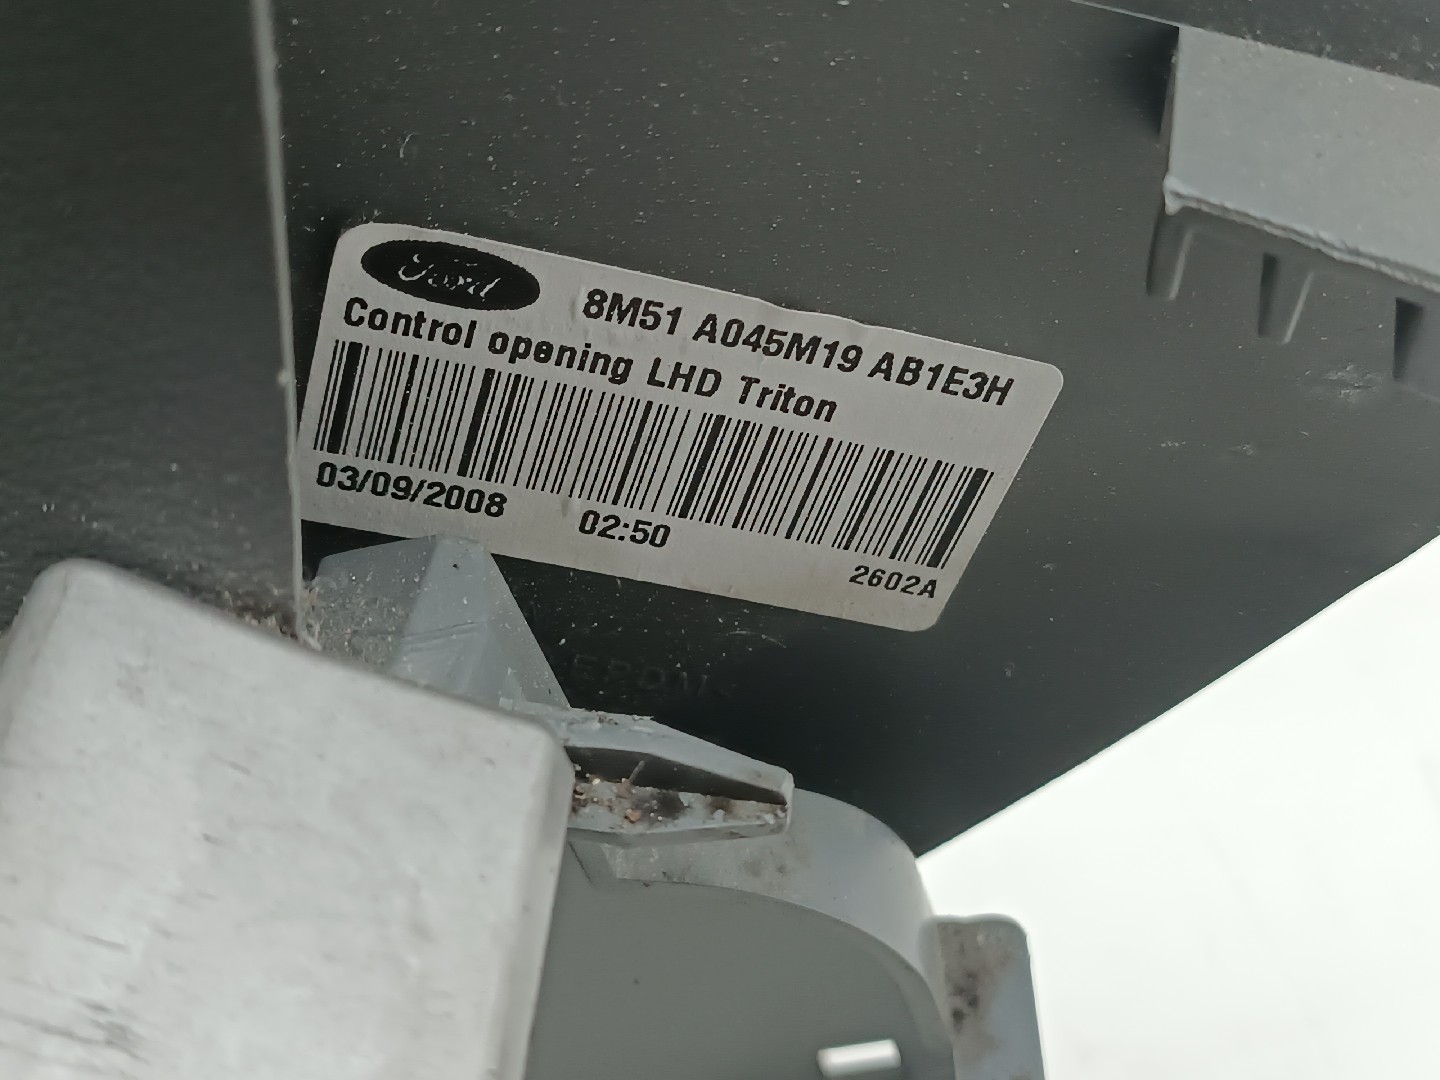 Ford 8M51 A045M19 AB1E3H
Control opening LHD Triton
03/09/2008 02:50
2602A